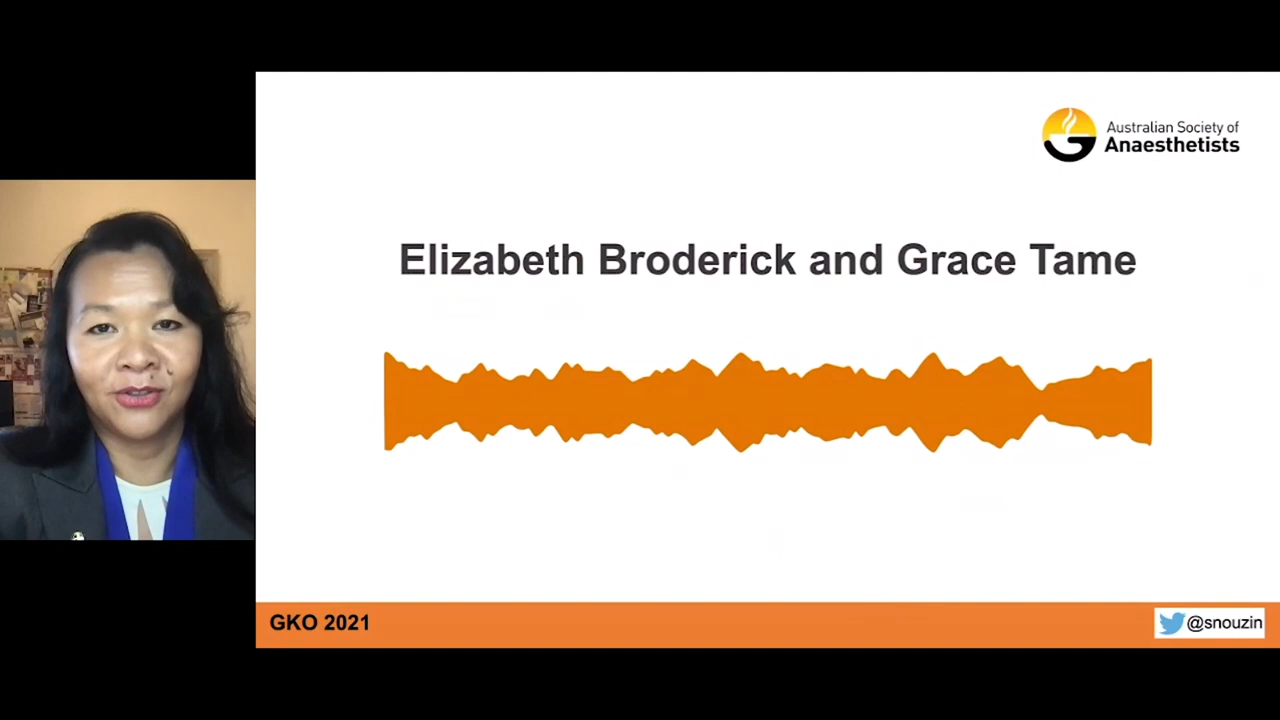 Australian Society of
Anaesthetists
Elizabeth Broderick and Grace Tame
GKO 2021
@snouzin